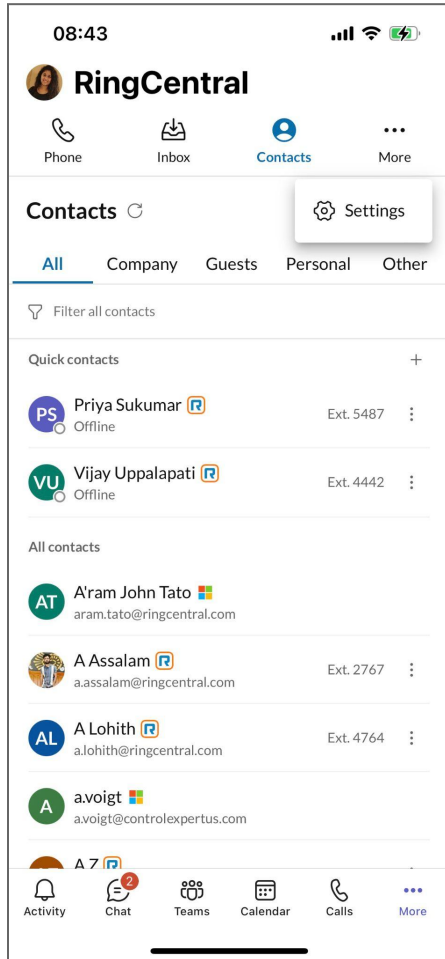 08:43
RingCentral
Phone
Inbox
Contacts
More
Contacts
Settings
All
Company
Guests
Personal
Other
Filter all contacts
Quick contacts
PS
Priya Sukumar
Offline
Ext. 5487
VU
Vijay Uppalapati
Offline
Ext. 4442
All contacts
AT
A'ram John Tato
aram.tato@ringcentral.com
A Assalam
a.assalam@ringcentral.com
Ext. 2767
AL
A Lohith
a.lohith@ringcentral.com
Ext. 4764
A
a.voigt
a.voigt@controlexpertus.com
A Z
2
Activity
Chat
Teams
Calendar
Calls
More